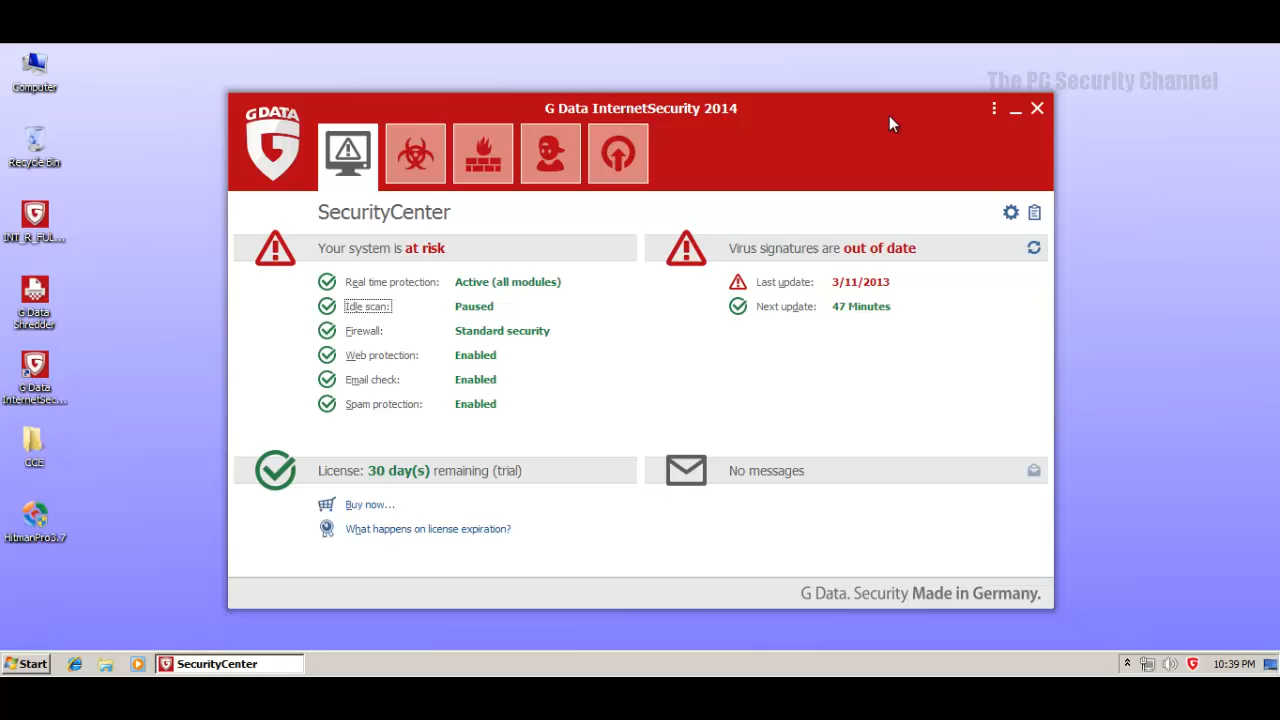 The PC Security Channel
Computer
Recycle Bin
INT_R_FUL...
G Data
Shredder
G Data
InternetSec...
CCE
HitmanPro3.7
G DATA
G Data InternetSecurity 2014
SecurityCenter
Your system is at risk
Real time protection: Active (all modules)
Idle scan: Paused
Firewall: Standard security
Web protection: Enabled
Email check: Enabled
Spam protection: Enabled
Virus signatures are out of date
Last update: 3/11/2013
Next update: 47 Minutes
License: 30 day(s) remaining (trial)
Buy now...
What happens on license expiration?
No messages
G Data. Security Made in Germany.
Start
SecurityCenter
10:39 PM